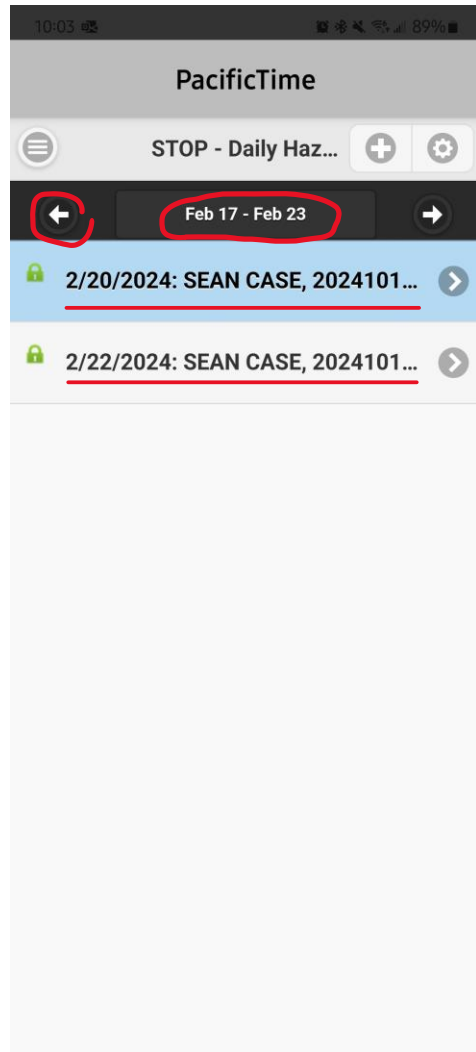 10:03 89%
PacificTime
STOP - Daily Haz...
Feb 17 - Feb 23
2/20/2024: SEAN CASE, 2024101...
2/22/2024: SEAN CASE, 2024101...